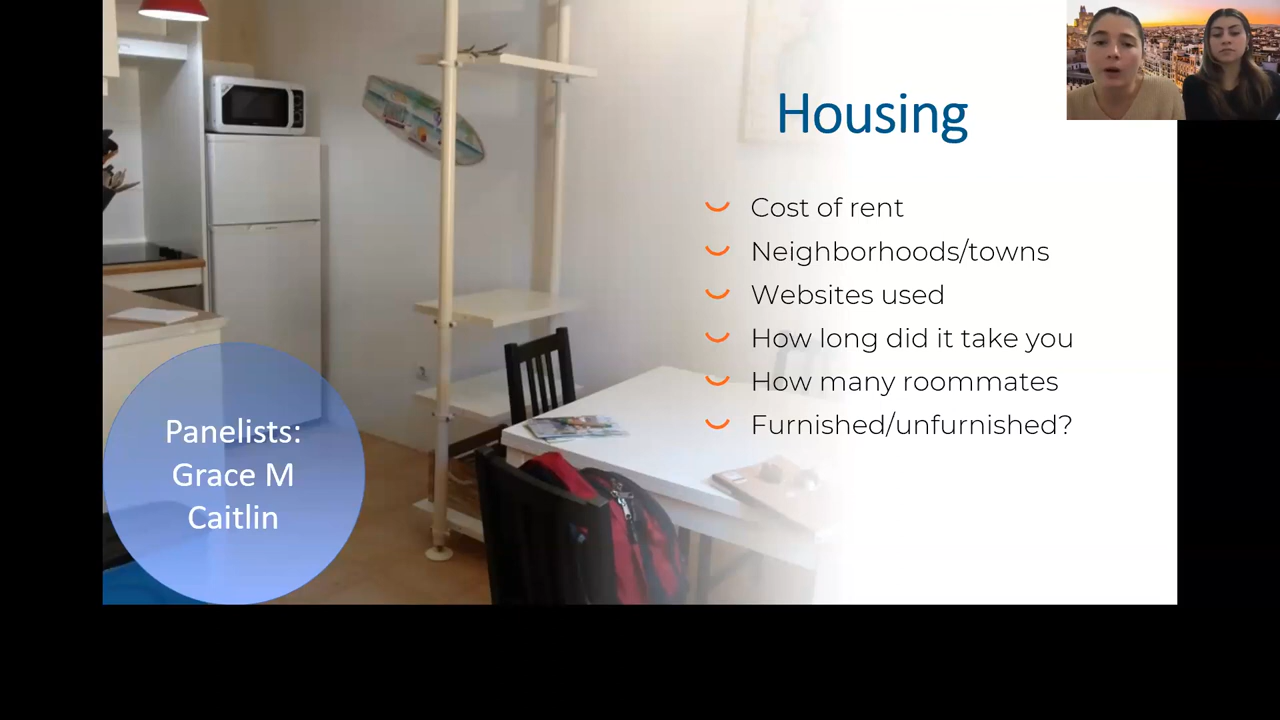 Housing
Cost of rent
Neighborhoods/towns
Websites used
How long did it take you
How many roommates
Furnished/unfurnished?
Panelists:
Grace M
Caitlin